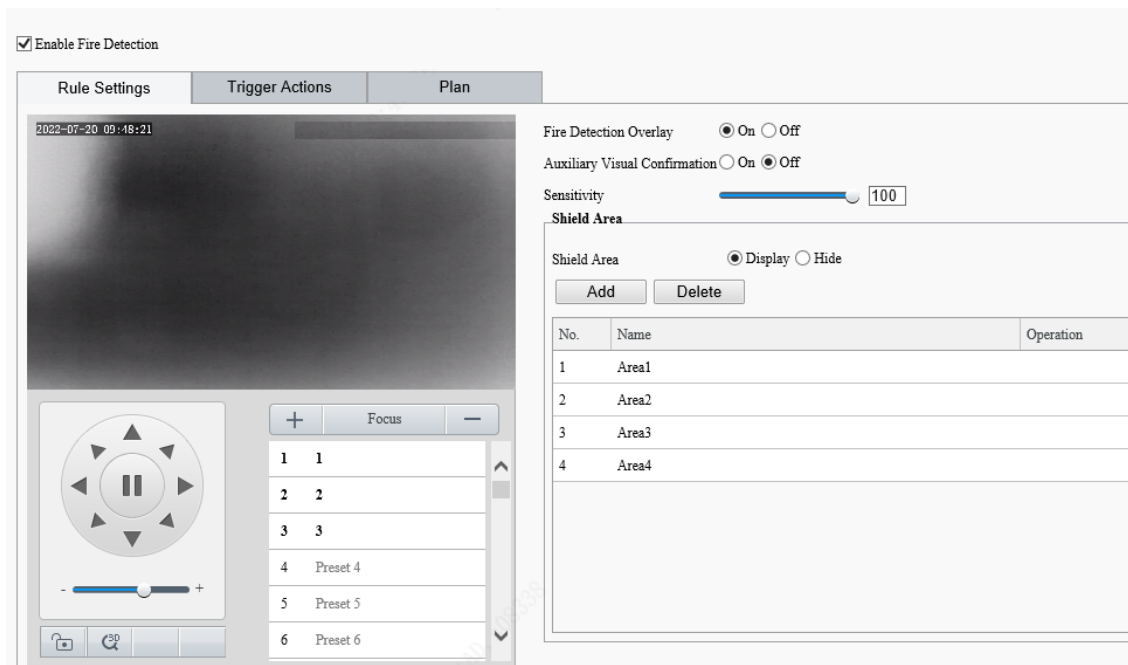 Enable Fire Detection
Rule Settings
Trigger Actions
Plan
2022-07-20 09:48:21
Fire Detection Overlay On Off
Auxiliary Visual Confirmation On Off
Sensitivity 100
Shield Area
Shield Area Display Hide
Add Delete
No. Name Operation
1 Area1
2 Area2
3 Area3
4 Area4
+ Focus −
1 1
2 2
3 3
4 Preset 4
5 Preset 5
6 Preset 6
- +
3D